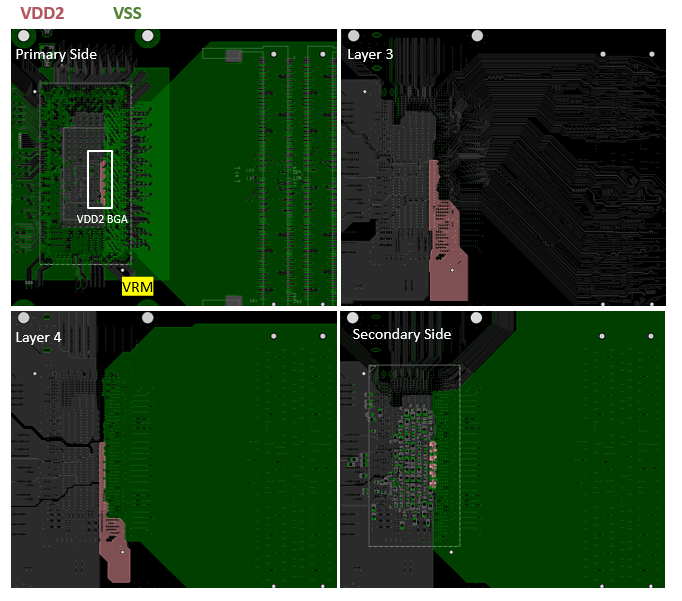 VDD2 VSS
Primary Side
Layer 3
VDD2 BGA
VRM
Layer 4
Secondary Side